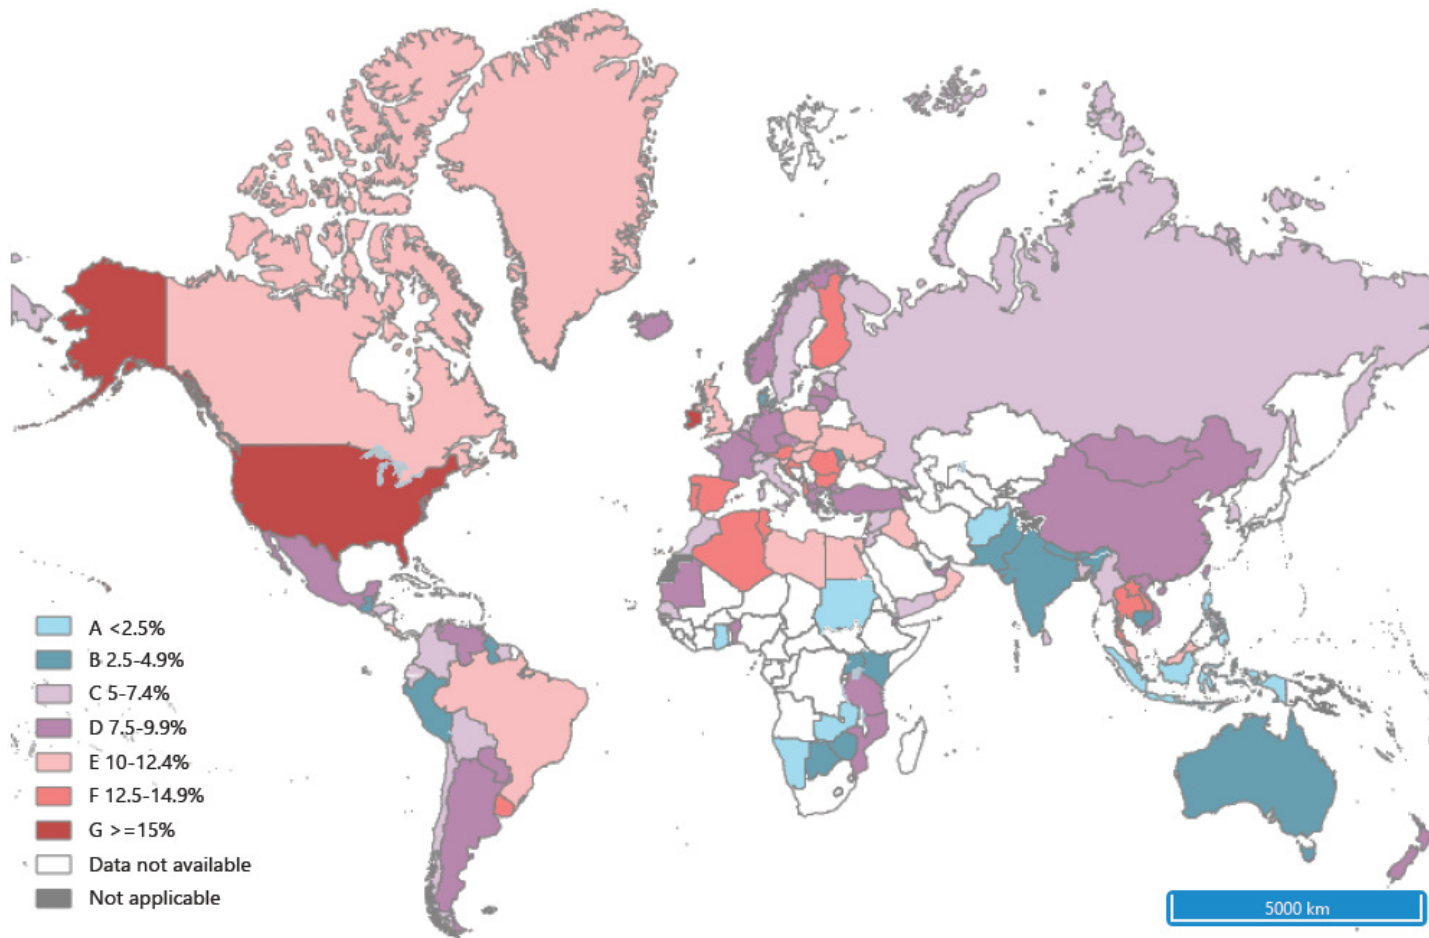 A <2.5%
B 2.5-4.9%
C 5-7.4%
D 7.5-9.9%
E 10-12.4%
F 12.5-14.9%
G >=15%
Data not available
Not applicable
5000 km